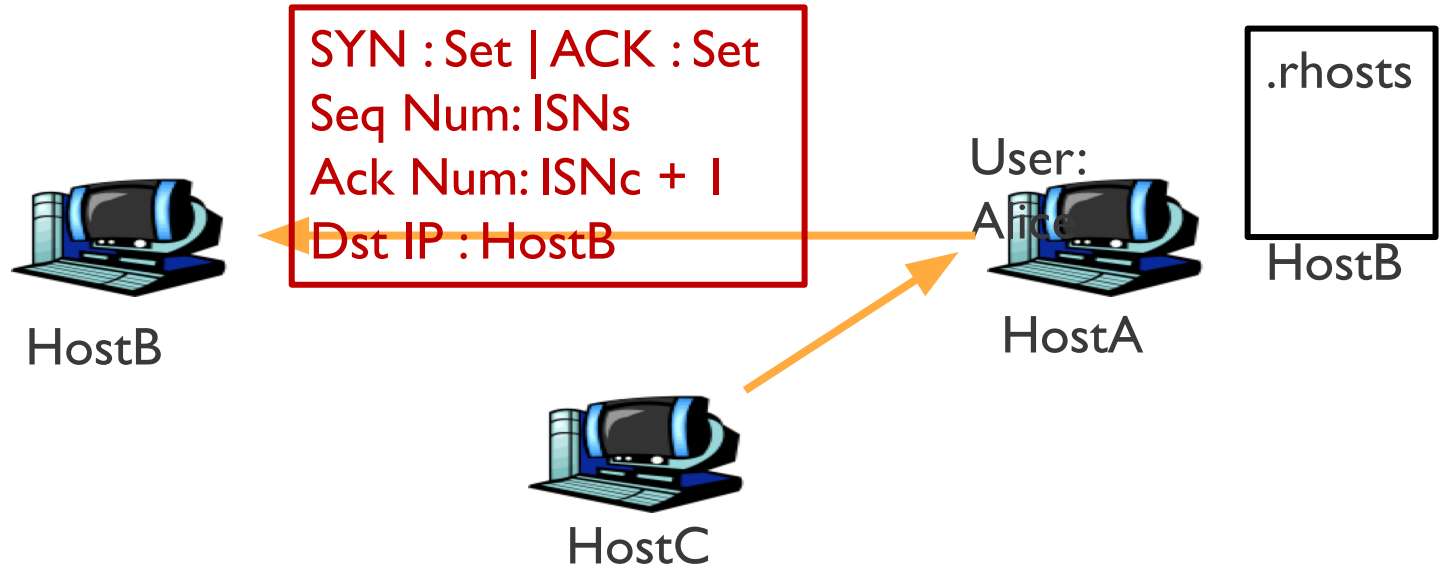 SYN : Set | ACK : Set
Seq Num: ISNs
Ack Num: ISNc + 1
Dst IP : HostB
.rhosts
HostB
User:
Alice
HostA
HostB
HostC